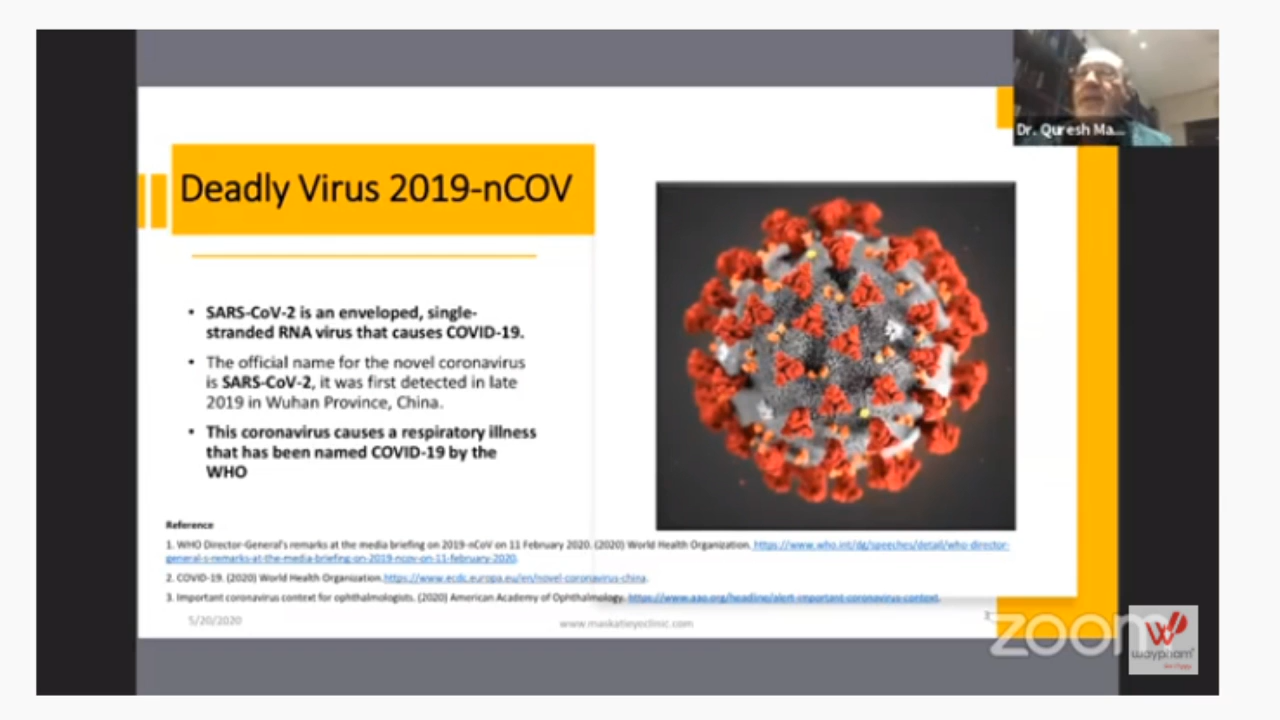 Dr. Quresh Ma...
Deadly Virus 2019-nCOV
• SARS-CoV-2 is an enveloped, single-
stranded RNA virus that causes COVID-19.
• The official name for the novel coronavirus
is SARS-CoV-2, it was first detected in late
2019 in Wuhan Province, China.
• This coronavirus causes a respiratory illness
that has been named COVID-19 by the
WHO
Reference
1. WHO Director-General's remarks at the media briefing on 2019-nCoV on 11 February 2020. (2020) World Health Organization. https://www.who.int/dg/speeches/detail/who-director-
general-s-remarks-at-the-media-briefing-on-2019-ncov-on-11-february-2020.
2. COVID-19. (2020) World Health Organization.https://www.ecdc.europa.eu/en/novel-coronavirus-china.
3. Important coronavirus context for ophthalmologists. (2020) American Academy of Ophthalmology. https://www.aao.org/headline/alert-important-coronavirus-context.
5/20/2020
zoom
waypham